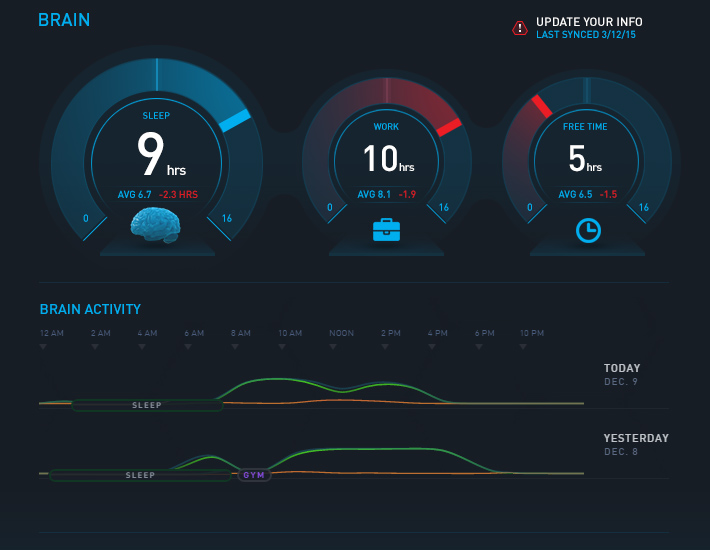 BRAIN
UPDATE YOUR INFO
LAST SYNCED 3/12/15
SLEEP
9 hrs
AVG 6.7 -2.3 HRS
0 16
WORK
10 hrs
AVG 8.1 -1.9
0 16
FREE TIME
5 hrs
AVG 6.5 -1.5
0 16
BRAIN ACTIVITY
12 AM 2 AM 4 AM 6 AM 8 AM 10 AM NOON 2 PM 4 PM 6 PM 10 PM
TODAY
DEC. 9
SLEEP
YESTERDAY
DEC. 8
SLEEP GYM